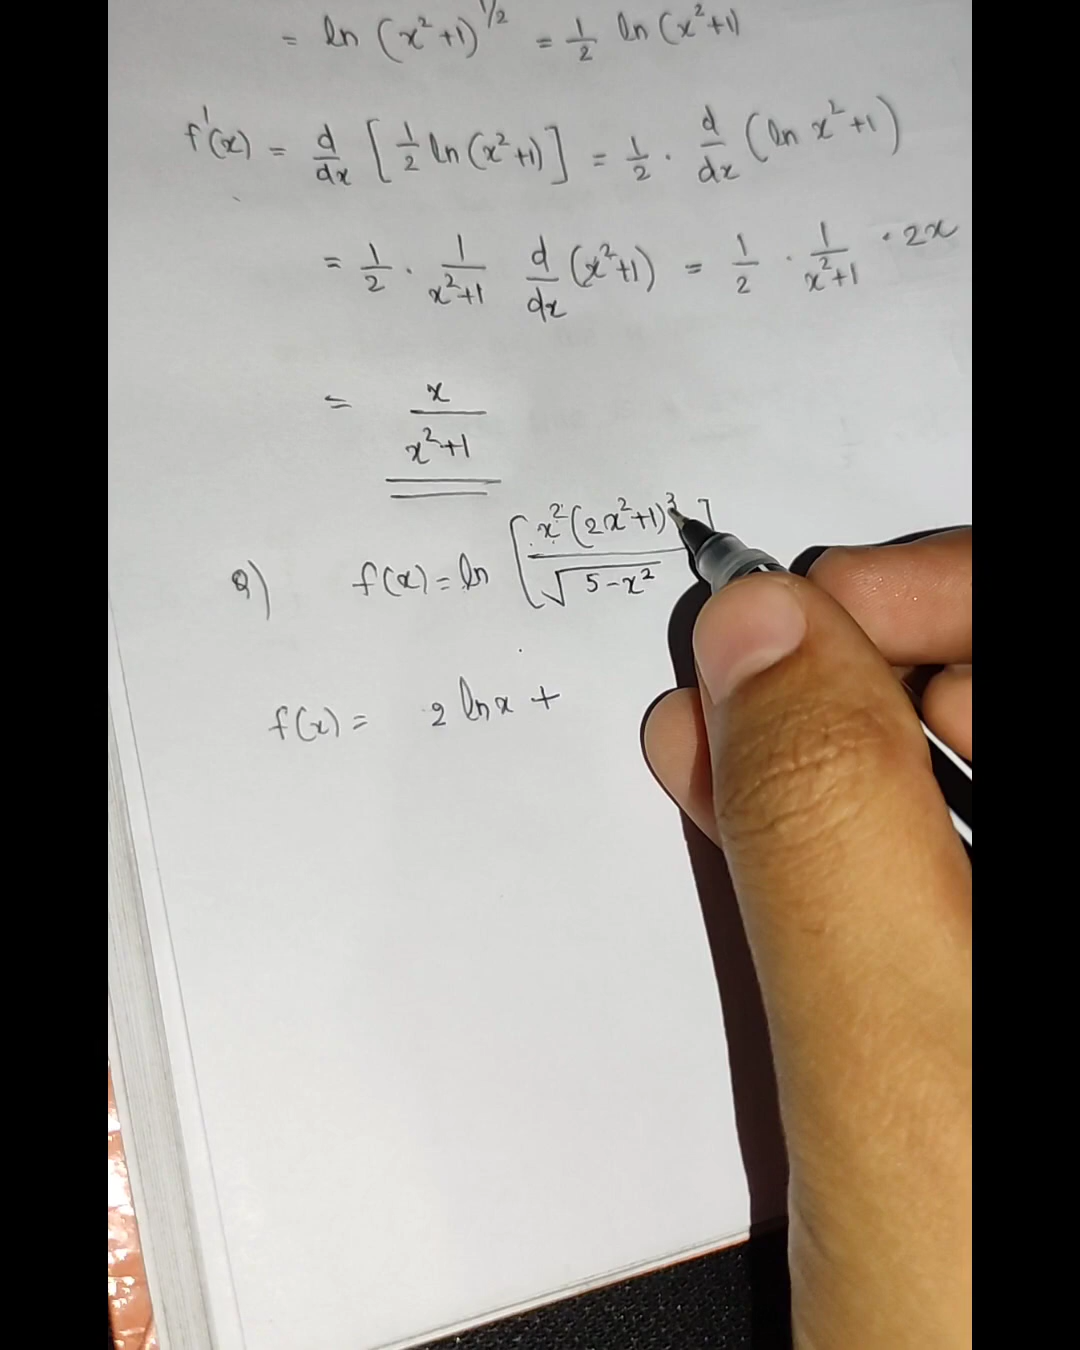 = ln (x²+1)^1/2 = 1/2 ln (x²+1)
f'(x) = d/dx [1/2 ln (x²+1)] = 1/2 · d/dx (ln x²+1)
= 1/2 · 1/x²+1 d/dx (x²+1) = 1/2 · 1/x²+1 · 2x
= x/x²+1
Q) f(x) = ln [x²(2x²+1)³/√5-x²]
f(x) = 2 ln x +